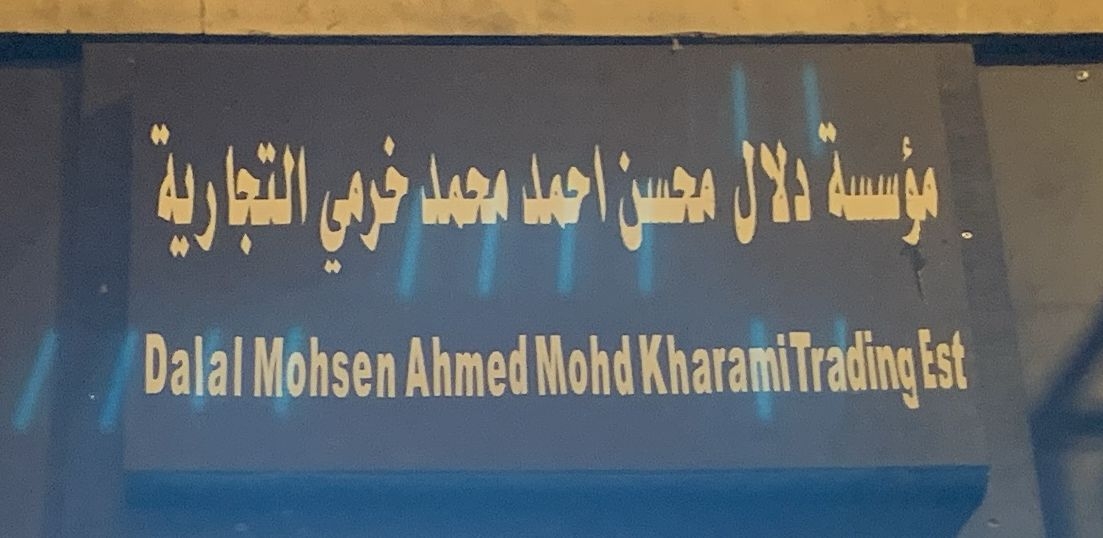 مؤسسة دلال محسن احمد محمد خرمي التجارية
Dalal Mohsen Ahmed Mohd Kharami Trading Est